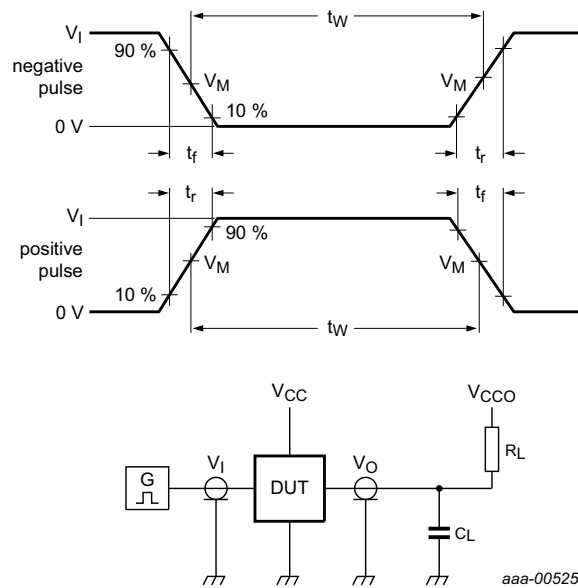 V_I
t_W
90 %
negative
pulse
V_M
V_M
10 %
0 V
t_f
t_r
t_r
t_f
V_I
90 %
positive
pulse
V_M
V_M
10 %
0 V
t_W
V_CC
V_CCO
R_L
G
V_I
DUT
V_O
C_L
aaa-00525